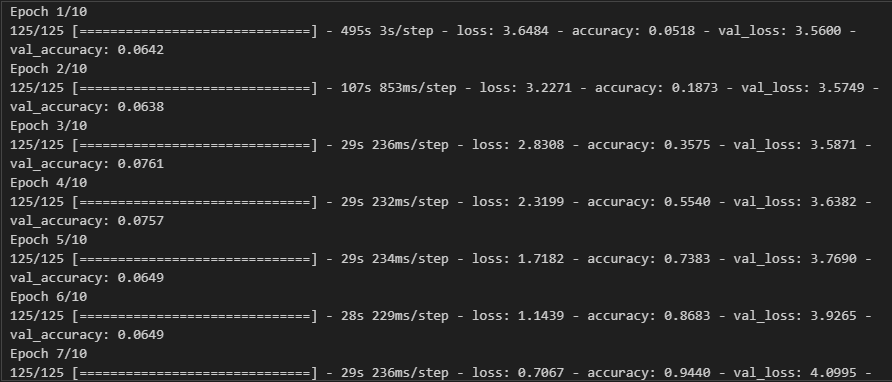 Epoch 1/10
125/125 [==============================] - 495s 3s/step - loss: 3.6484 - accuracy: 0.0518 - val_loss: 3.5600 -
val_accuracy: 0.0642
Epoch 2/10
125/125 [==============================] - 107s 853ms/step - loss: 3.2271 - accuracy: 0.1873 - val_loss: 3.5749 -
val_accuracy: 0.0638
Epoch 3/10
125/125 [==============================] - 29s 236ms/step - loss: 2.8308 - accuracy: 0.3575 - val_loss: 3.5871 -
val_accuracy: 0.0761
Epoch 4/10
125/125 [==============================] - 29s 232ms/step - loss: 2.3199 - accuracy: 0.5540 - val_loss: 3.6382 -
val_accuracy: 0.0757
Epoch 5/10
125/125 [==============================] - 29s 234ms/step - loss: 1.7182 - accuracy: 0.7383 - val_loss: 3.7690 -
val_accuracy: 0.0649
Epoch 6/10
125/125 [==============================] - 28s 229ms/step - loss: 1.1439 - accuracy: 0.8683 - val_loss: 3.9265 -
val_accuracy: 0.0649
Epoch 7/10
125/125 [==============================] - 29s 236ms/step - loss: 0.7067 - accuracy: 0.9440 - val_loss: 4.0995 -